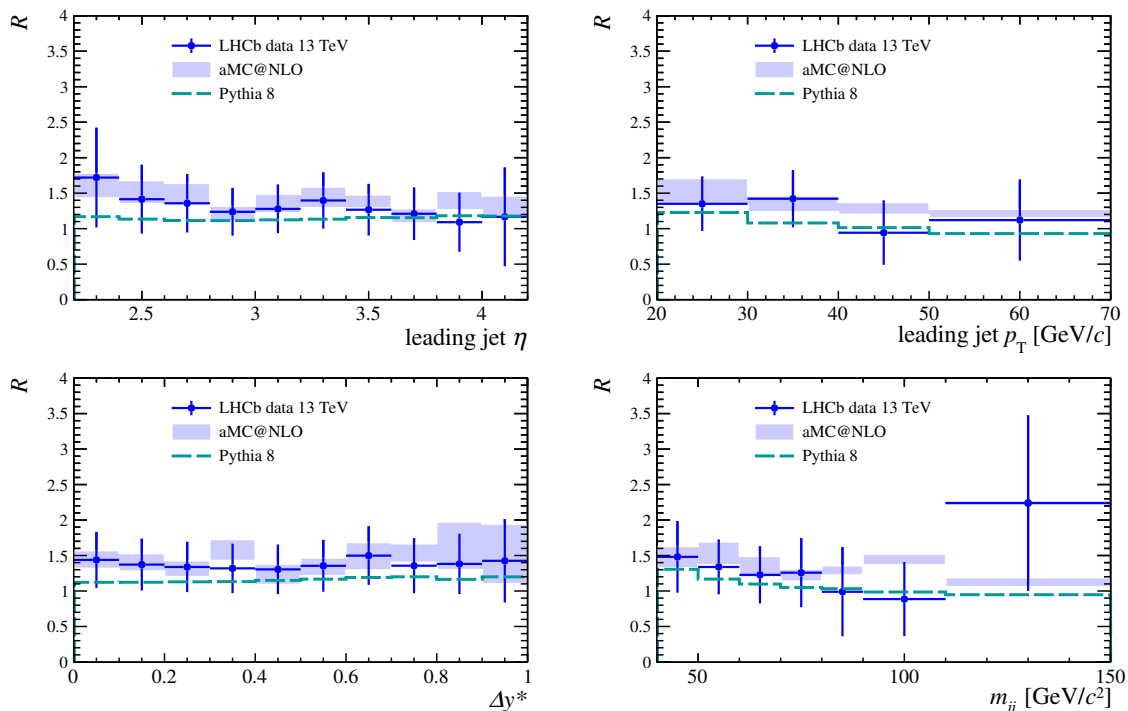 R
4
3.5
3
2.5
2
1.5
1
0.5
0
LHCb data 13 TeV
aMC@NLO
Pythia 8
2.5 3 3.5 4
leading jet η
R
4
3.5
3
2.5
2
1.5
1
0.5
0
LHCb data 13 TeV
aMC@NLO
Pythia 8
20 30 40 50 60 70
leading jet p_T [GeV/c]
R
4
3.5
3
2.5
2
1.5
1
0.5
0
LHCb data 13 TeV
aMC@NLO
Pythia 8
0 0.2 0.4 0.6 0.8 1
Δy*
R
4
3.5
3
2.5
2
1.5
1
0.5
0
LHCb data 13 TeV
aMC@NLO
Pythia 8
50 100 150
m_jj [GeV/c²]